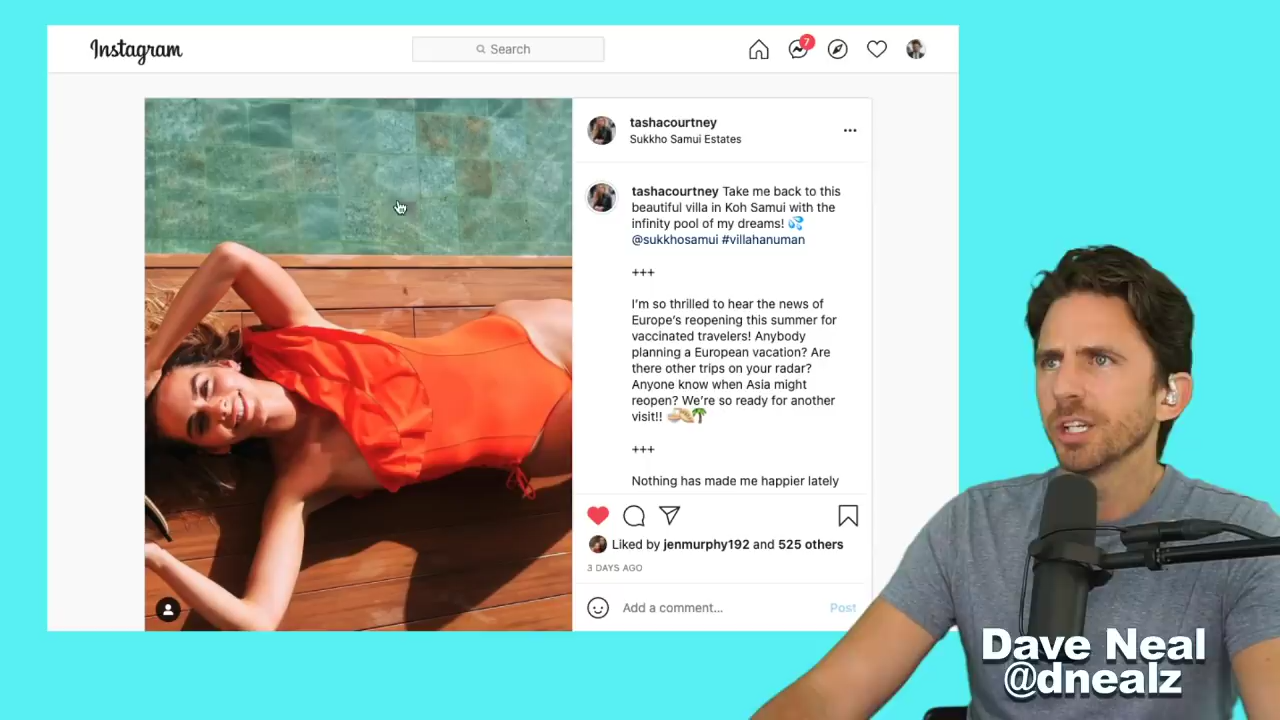 Instagram
Search
7
tashacourtney
Sukkho Samui Estates
tashacourtney Take me back to this
beautiful villa in Koh Samui with the
infinity pool of my dreams! 💦
@sukkhosamui #villahanuman
+++
I'm so thrilled to hear the news of
Europe's reopening this summer for
vaccinated travelers! Anybody
planning a European vacation? Are
there other trips on your radar?
Anyone know when Asia might
reopen? We're so ready for another
visit!! 🥟🌴
+++
Nothing has made me happier lately
Liked by jenmurphy192 and 525 others
3 DAYS AGO
Add a comment...
Post
Dave Neal
@dnealz